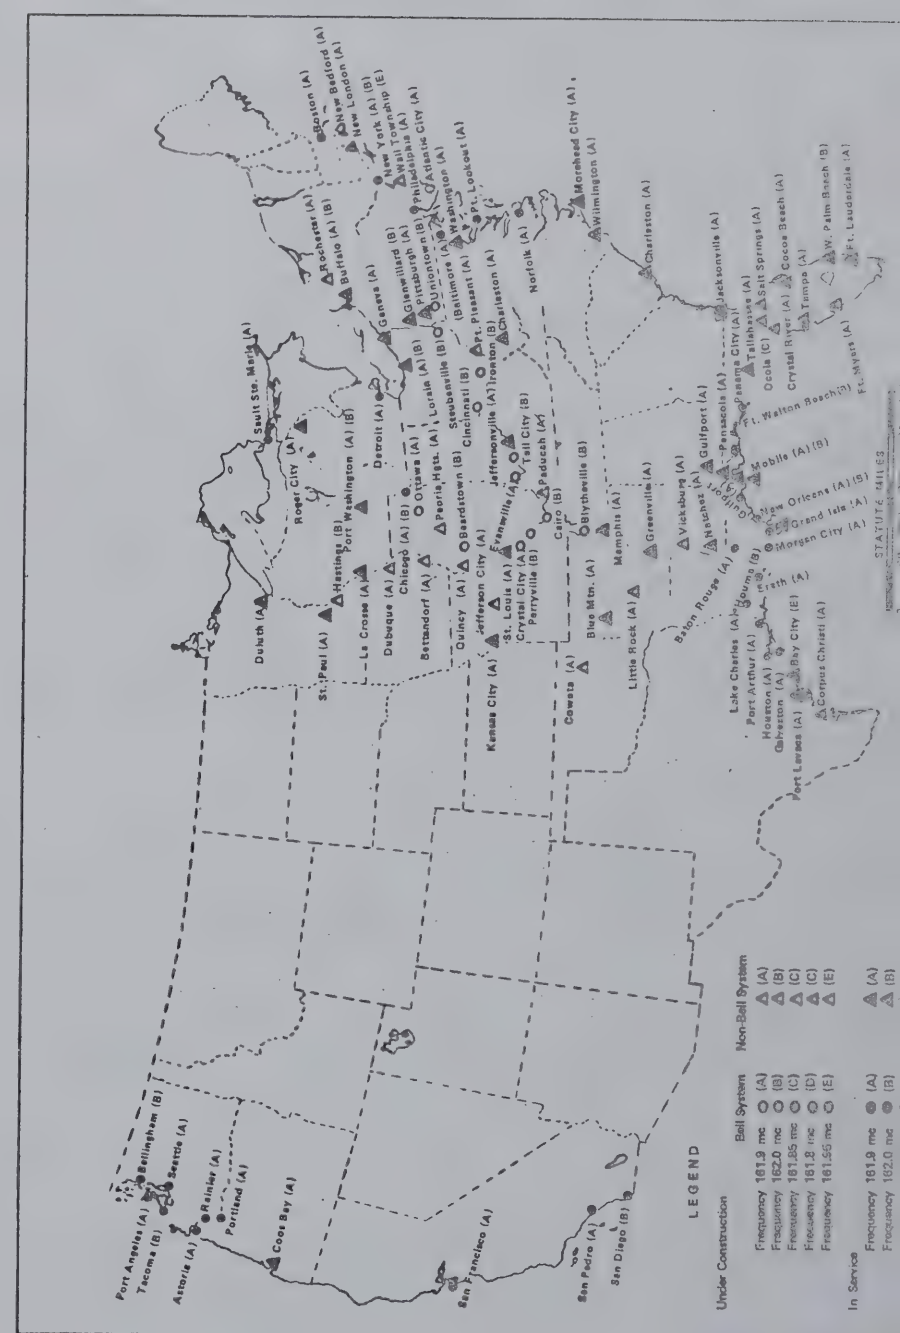 Port Angeles (A)
Bellingham (B)
Tacoma (B)
Seattle (A)
Astoria (A)
Rainier (A)
Portland (A)
Coos Bay (A)
San Francisco (A)
San Pedro (A)
San Diego (B)
Duluth (A)
St. Paul (A)
Hastings (B)
La Crosse (A)
Port Washington (A) (B)
Dubuque (A)
Chicago (A) (B)
Ottawa (A)
Bettendorf (A)
Peoria Hgts. (A)
Quincy (A)
Beardstown (B)
Jefferson City (A)
Kansas City (A)
St. Louis (A)
Crystal City (A)
Perryville (B)
Coweta (A)
Blue Mtn. (A)
Little Rock (A)
Sault Ste. Marie (A)
Roger City (A)
Detroit (A)
Lorain (A) (B)
Steubenville (B)
Cincinnati (B)
Jeffersonville (A)
Ironton (B)
Evansville (A)
Tell City (B)
Paducah (A)
Cairo (B)
Blytheville (B)
Memphis (A)
Greenville (A)
Vicksburg (A)
Natchez (A)
Baton Rouge (A)
Rochester (A)
Buffalo (A) (B)
Geneva (A)
Glenwillard (B)
Pittsburgh (A)
Uniontown (B)
Baltimore (A)
Pt. Pleasant (A)
Charleston (A)
Boston (A)
New Bedford (A)
New London (A)
New York (A) (B)
Wall Township (E)
Philadelphia (A)
Atlantic City (A)
Washington (A)
Pt. Lookout (A)
Norfolk (A)
Morehead City (A)
Wilmington (A)
Charleston (A)
Jacksonville (A)
Tallahassee (A)
Salt Springs (A)
Ocala (C)
Cocoa Beach (A)
Crystal River (A)
Tampa (A)
W. Palm Beach (B)
Ft. Lauderdale (A)
Ft. Myers (A)
Panama City (A)
Pensacola (A)
Ft. Walton Beach (A)
Gulfport (A)
Mobile (A) (B)
New Orleans (A) (B)
Grand Isle (A)
Morgan City (A)
Houma (B)
Erath (A)
Lake Charles (A)
Port Arthur (A)
Houston (A)
Galveston (A)
Bay City (E)
Port Lavaca (A)
Corpus Christi (A)
STATUTE MILES
LEGEND
Under Construction
Bell System Non-Bell System
Frequency 161.9 mc (A) (A)
Frequency 162.0 mc (B) (B)
Frequency 161.85 mc (C) (C)
Frequency 161.8 mc (D) (C)
Frequency 161.95 mc (E) (E)
In Service
Frequency 161.9 mc (A) (A)
Frequency 162.0 mc (B) (B)